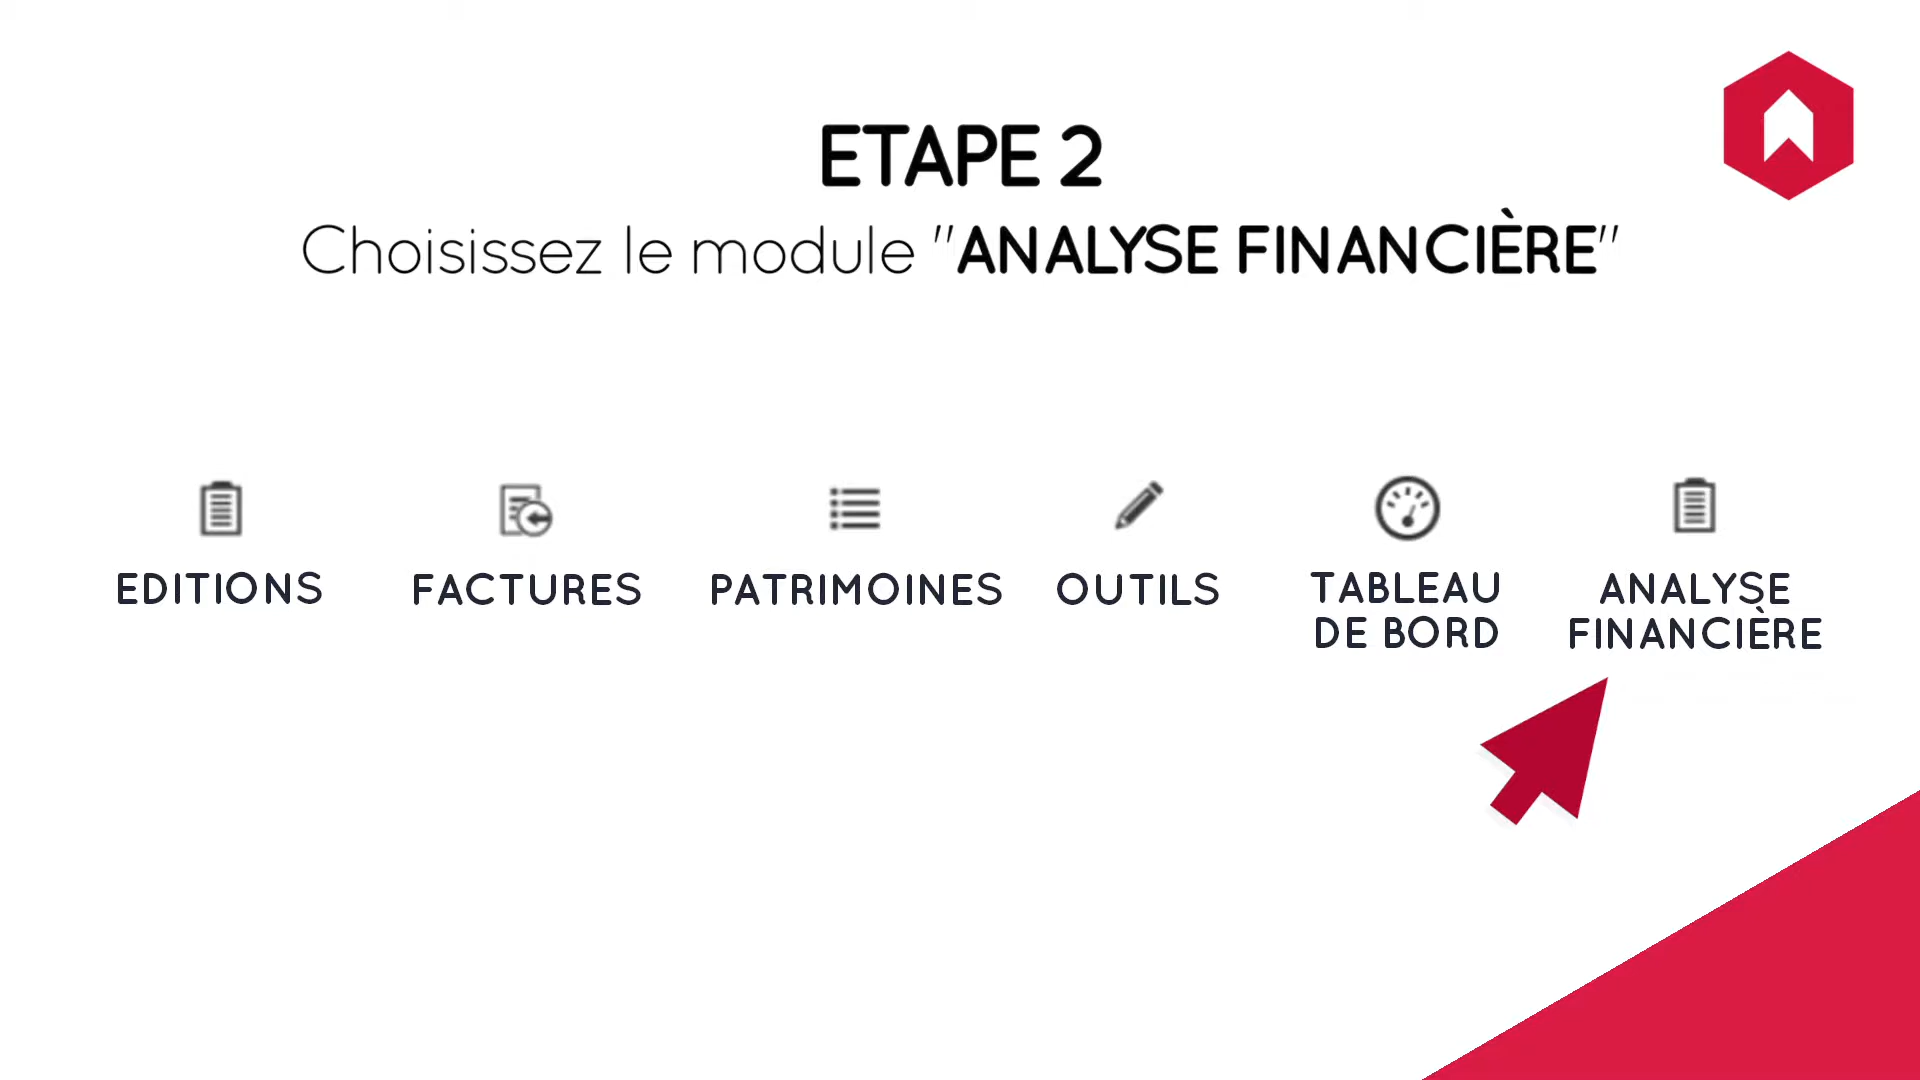 ETAPE 2
Choisissez le module "ANALYSE FINANCIÈRE"
EDITIONS
FACTURES
PATRIMOINES
OUTILS
TABLEAU
DE BORD
ANALYSE
FINANCIÈRE